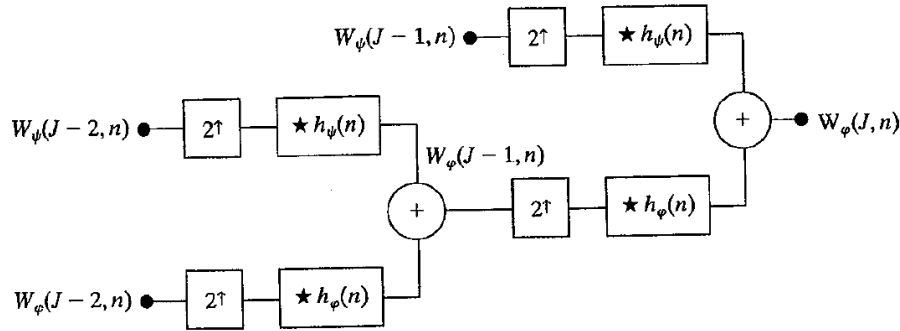 W_ψ(J − 1, n) 2↑ ★ h_ψ(n)
W_ψ(J − 2, n) 2↑ ★ h_ψ(n)
+ W_φ(J, n)
W_φ(J − 1, n)
+ 2↑ ★ h_φ(n)
W_φ(J − 2, n) 2↑ ★ h_φ(n)